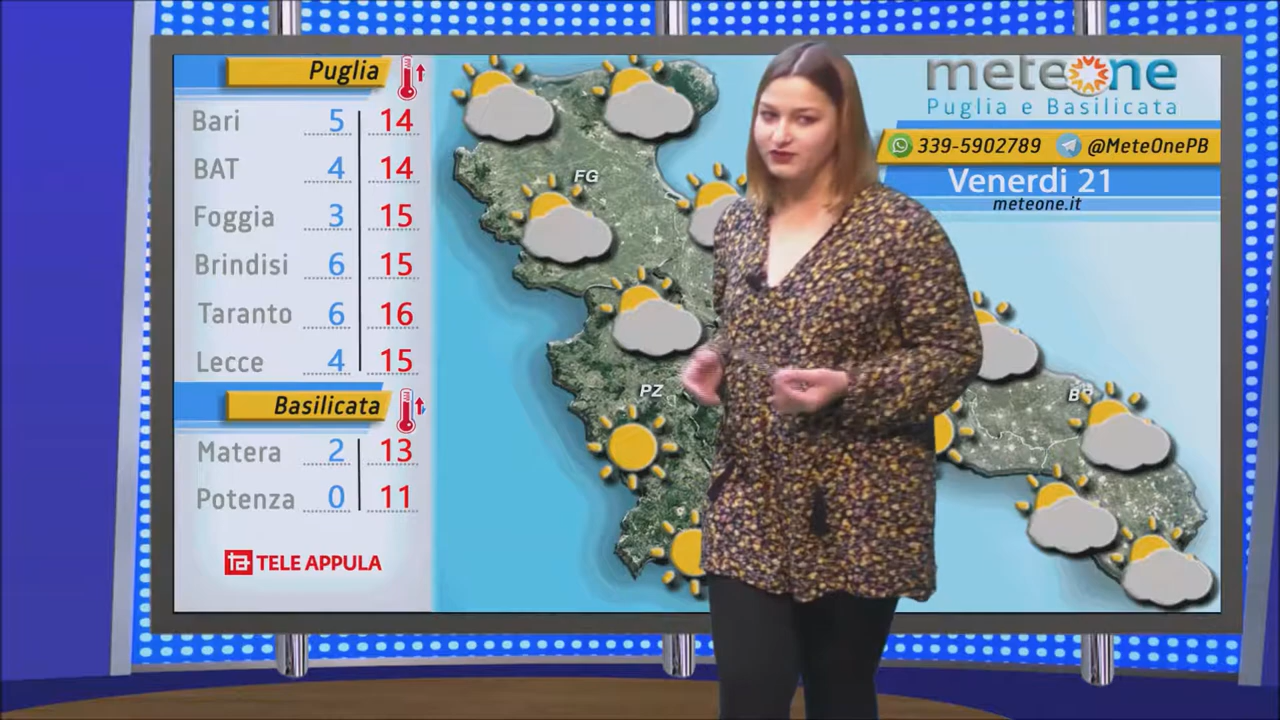 Puglia
Bari 5 14
BAT 4 14
Foggia 3 15
Brindisi 6 15
Taranto 6 16
Lecce 4 15
Basilicata
Matera 2 13
Potenza 0 11
ta TELE APPULA
FG
PZ
meteone
Puglia e Basilicata
339-5902789 @MeteOnePB
Venerdi 21
meteone.it